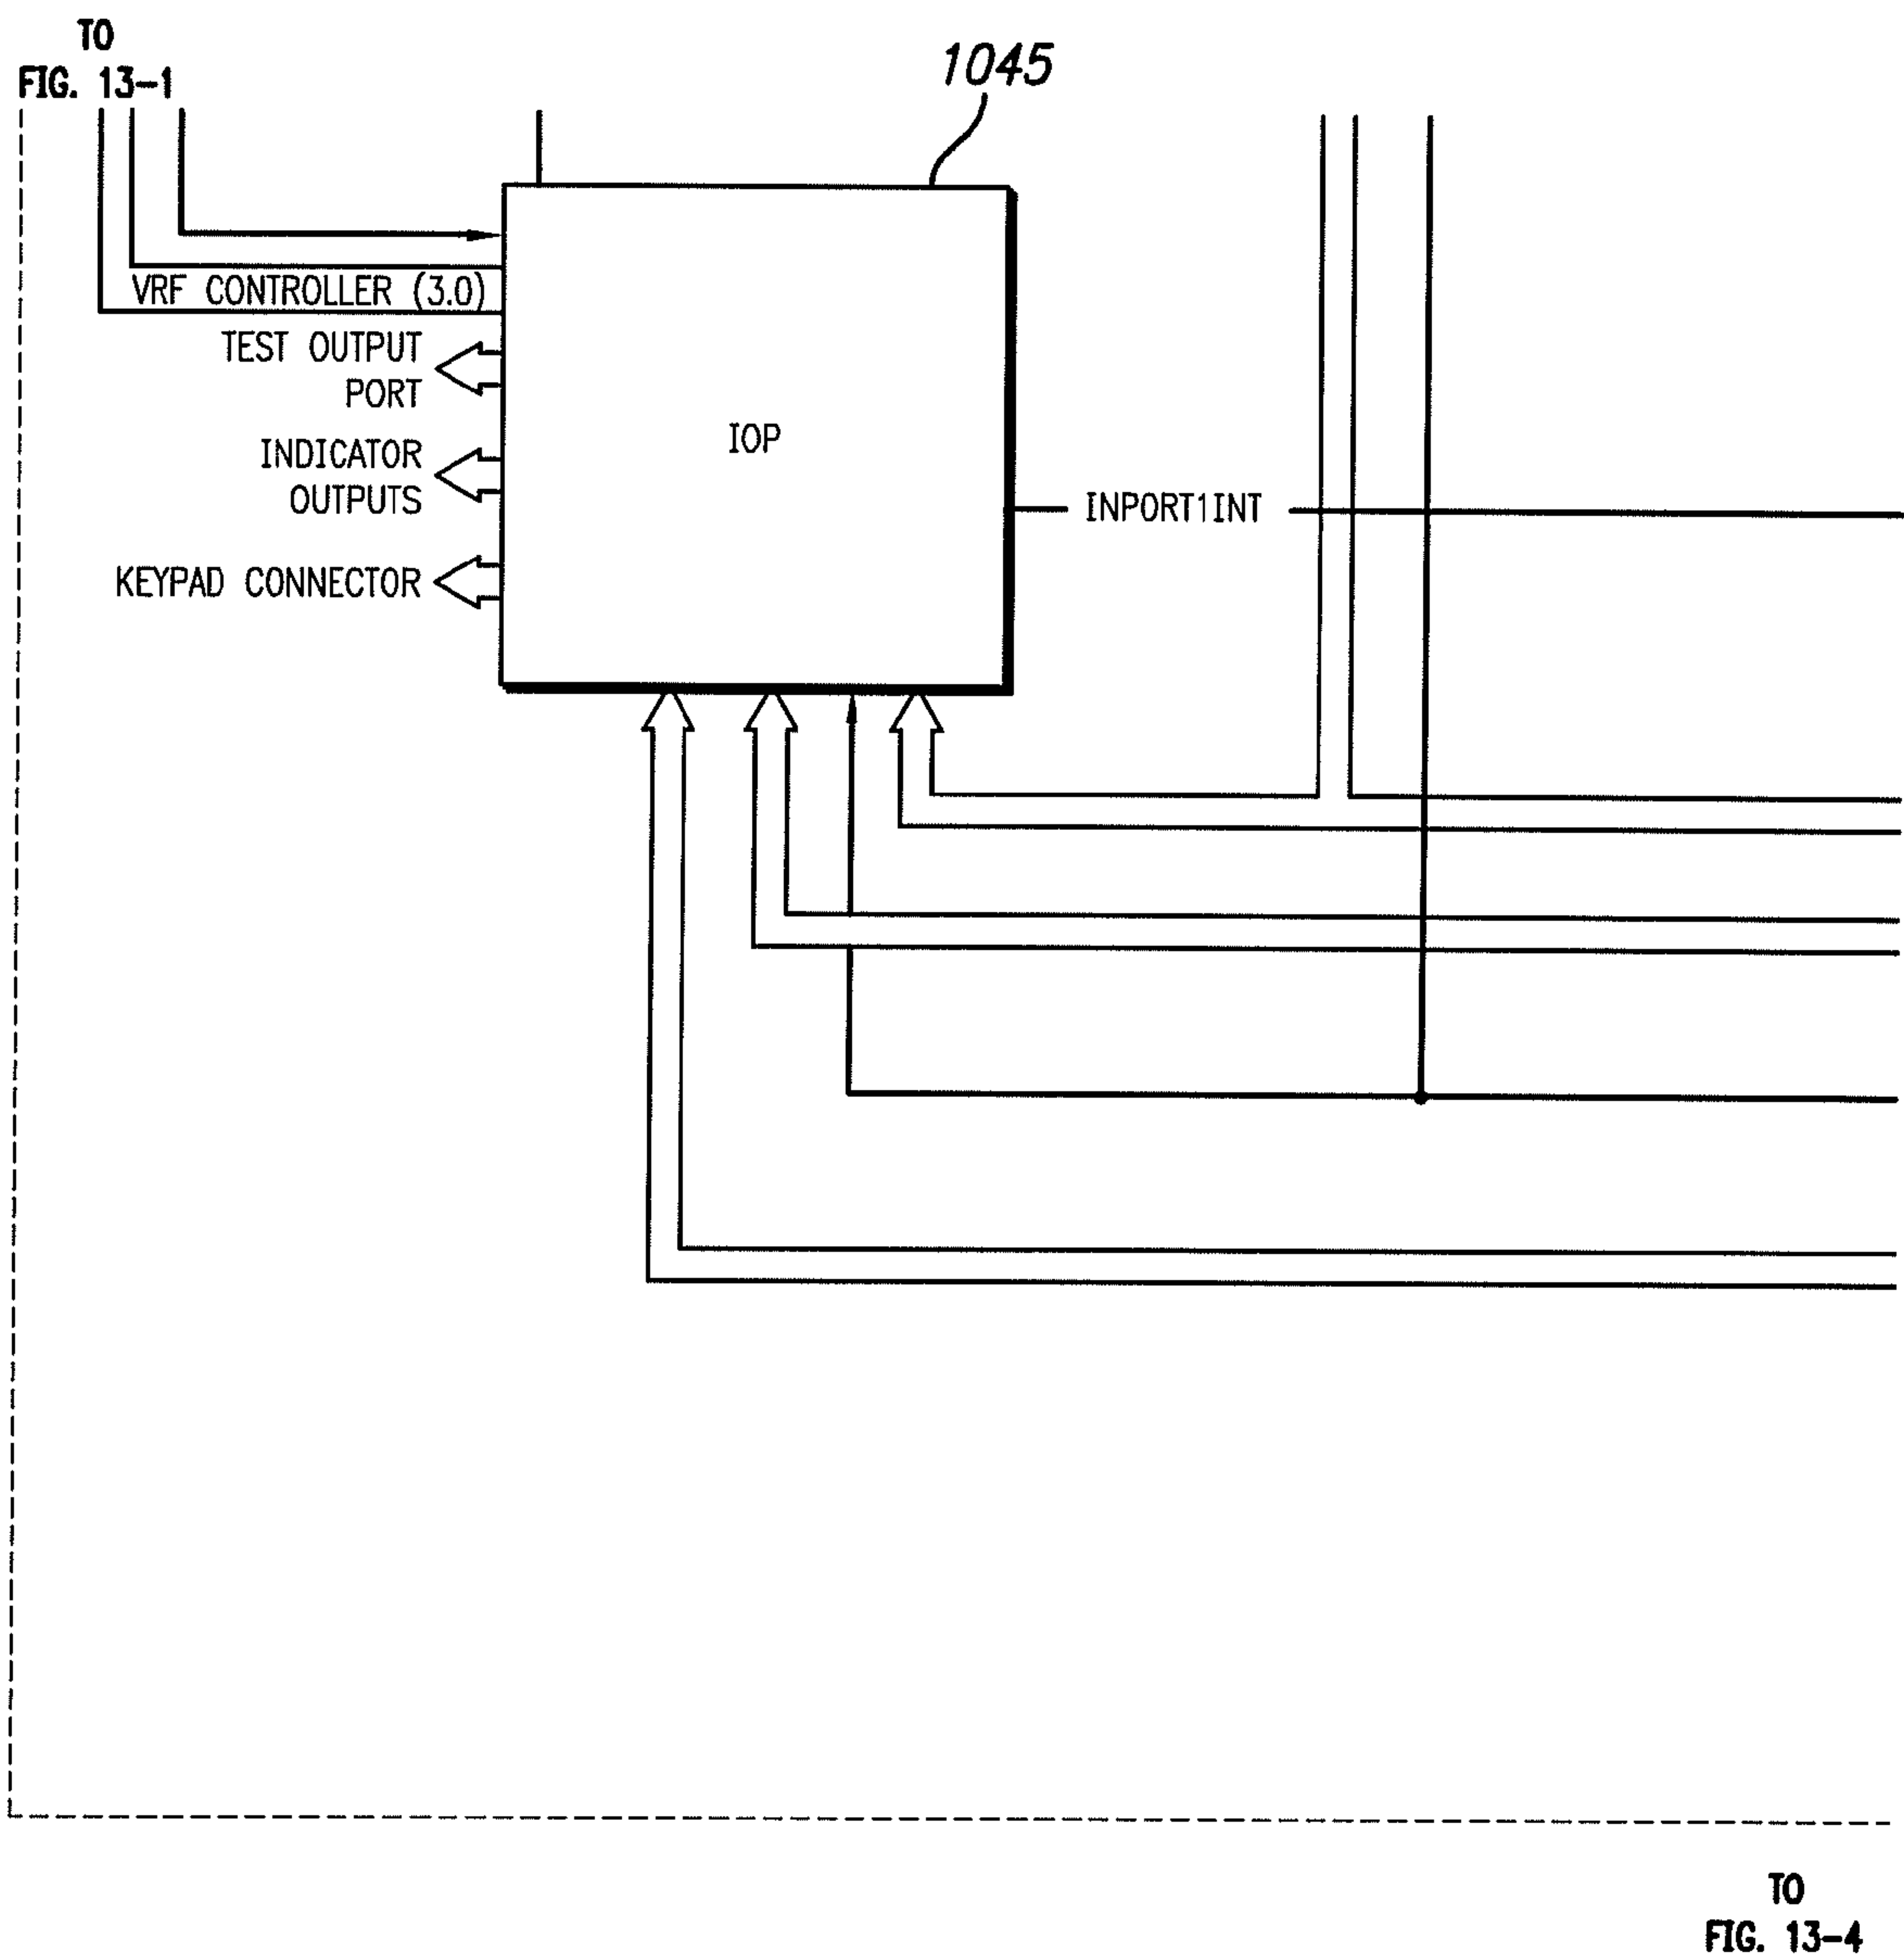 TO
FIG. 13-1
1045
VRF CONTROLLER (3.0)
TEST OUTPUT
PORT
INDICATOR
OUTPUTS
KEYPAD CONNECTOR
IOP
INPORT1INT
TO
FIG. 13-4